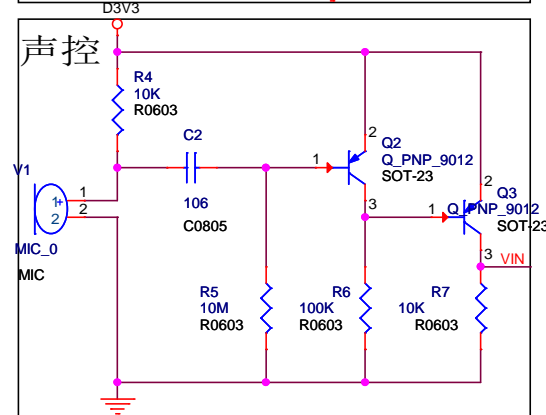 D3V3
声控
R4
10K
R0603
C2
106
C0805
V1
1
2
1+
2
MIC_0
MIC
2
1
3
Q2
Q_PNP_9012
SOT-23
2
1
3
Q3
Q_PNP_9012
SOT-23
VIN
R5
10M
R0603
R6
100K
R0603
R7
10K
R0603